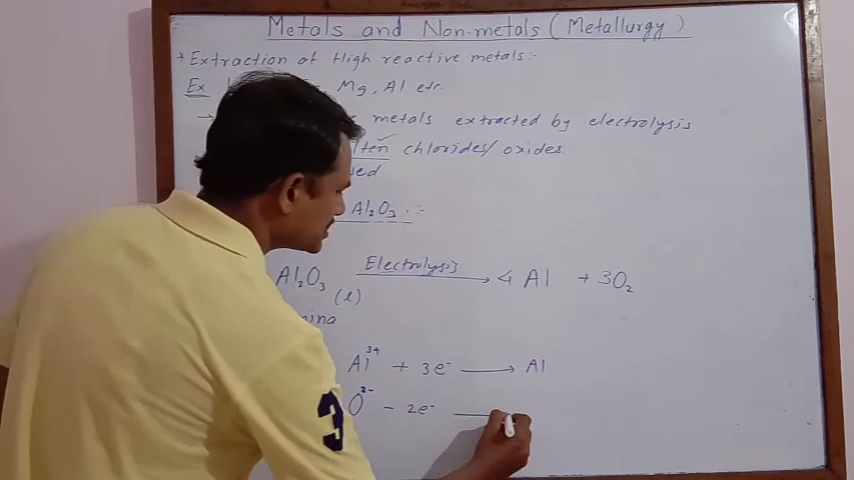 Metals and Non-metals (Metallurgy)
* Extraction of High reactive metals :-
Ex Mg, Al etc.
→ metals extracted by electrolysis
chlorides/oxides.
Al₂O₃ :-
Al₂O₃ (l) Electrolysis → 4 Al + 3O₂
Al³⁺ + 3e⁻ → Al
O²⁻ - 2e⁻ —
3